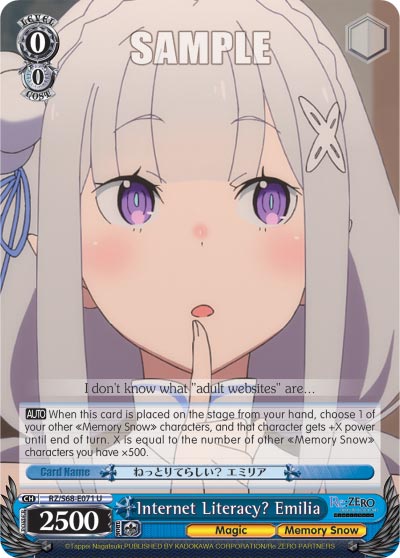 LEVEL
0
0
COST
SAMPLE
I don't know what "adult websites" are...
AUTO When this card is placed on the stage from your hand, choose 1 of
your other «Memory Snow» characters, and that character gets +X power
until end of turn. X is equal to the number of other «Memory Snow»
characters you have ×500.
Card Name ねっとりてらしい? エミリア
CH RZ/S68-E071 U
POWER 2500 SOUL
Internet Literacy? Emilia
Re:ZERO
Magic Memory Snow
©Tappei Nagatsuki,PUBLISHED BY KADOKAWA CORPORATION/Re:ZERO PARTNERS